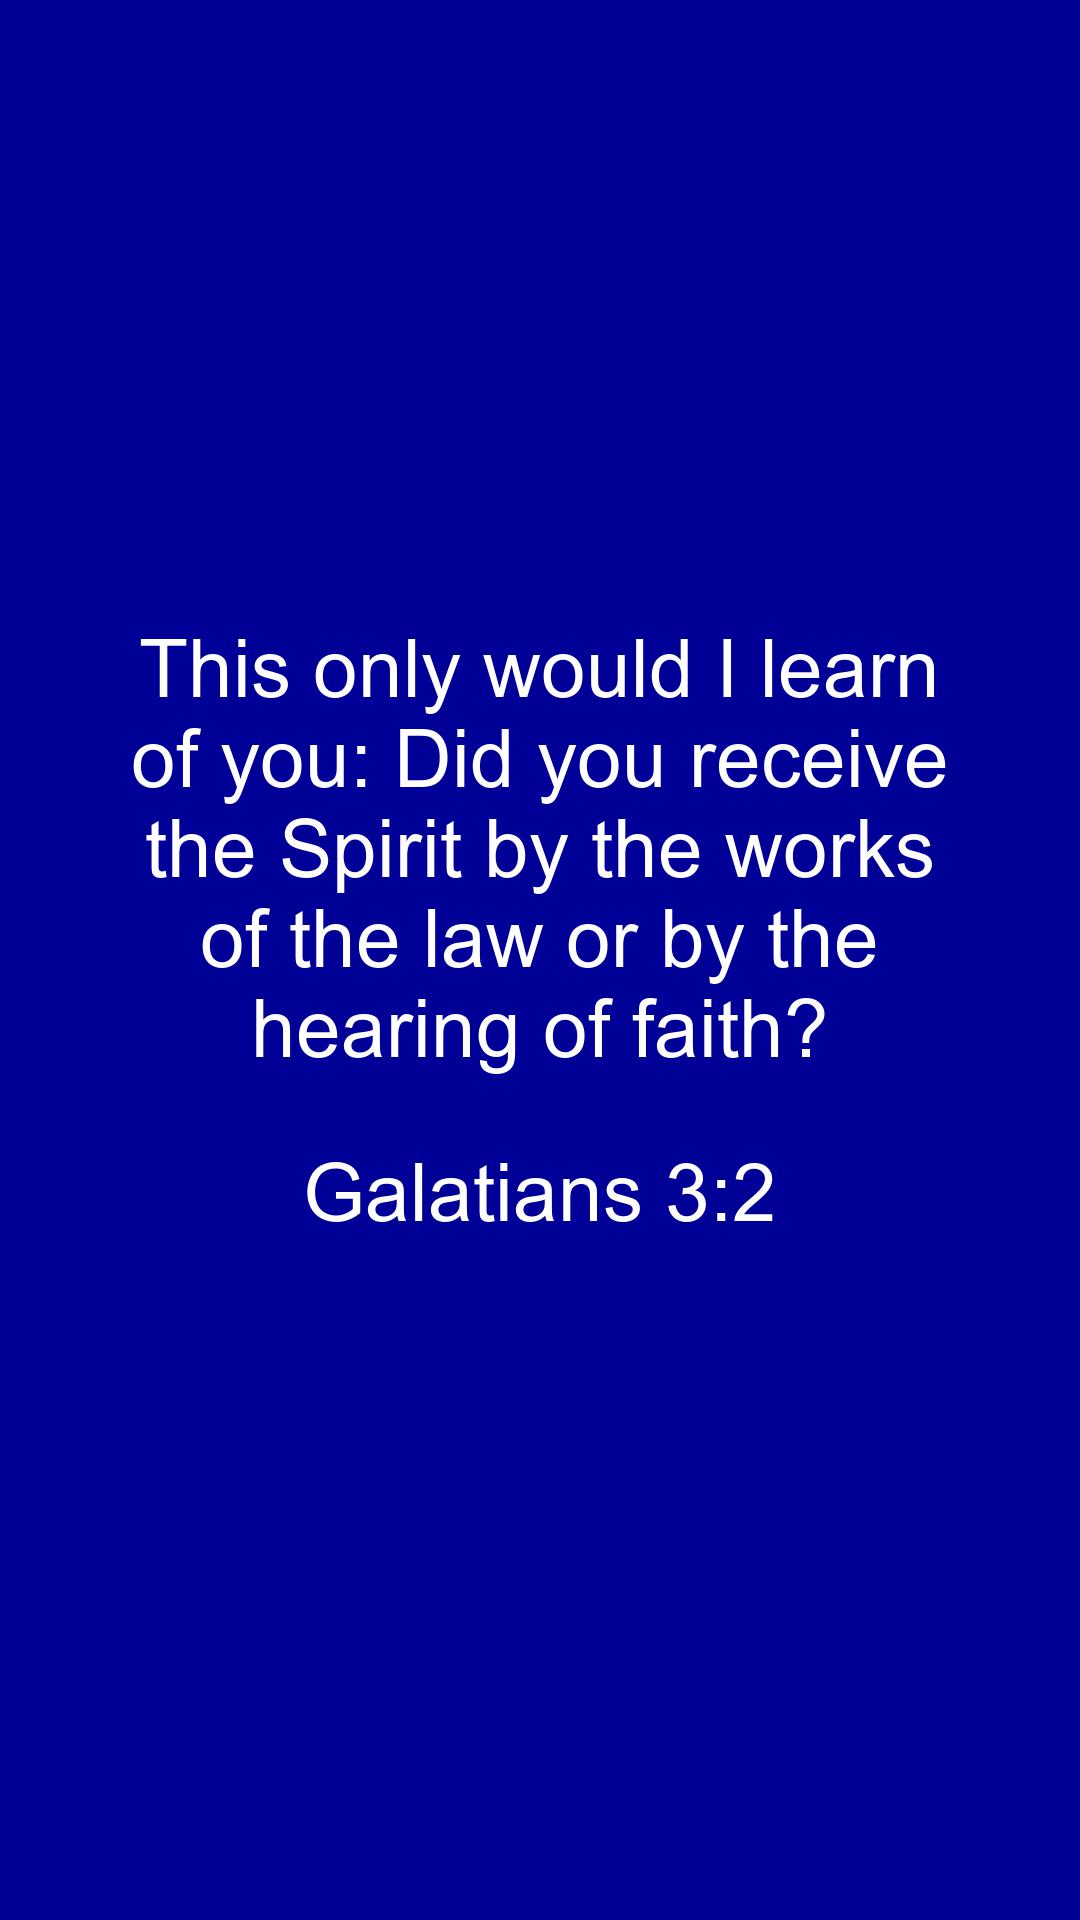 This only would I learn
of you: Did you receive
the Spirit by the works
of the law or by the
hearing of faith?
Galatians 3:2